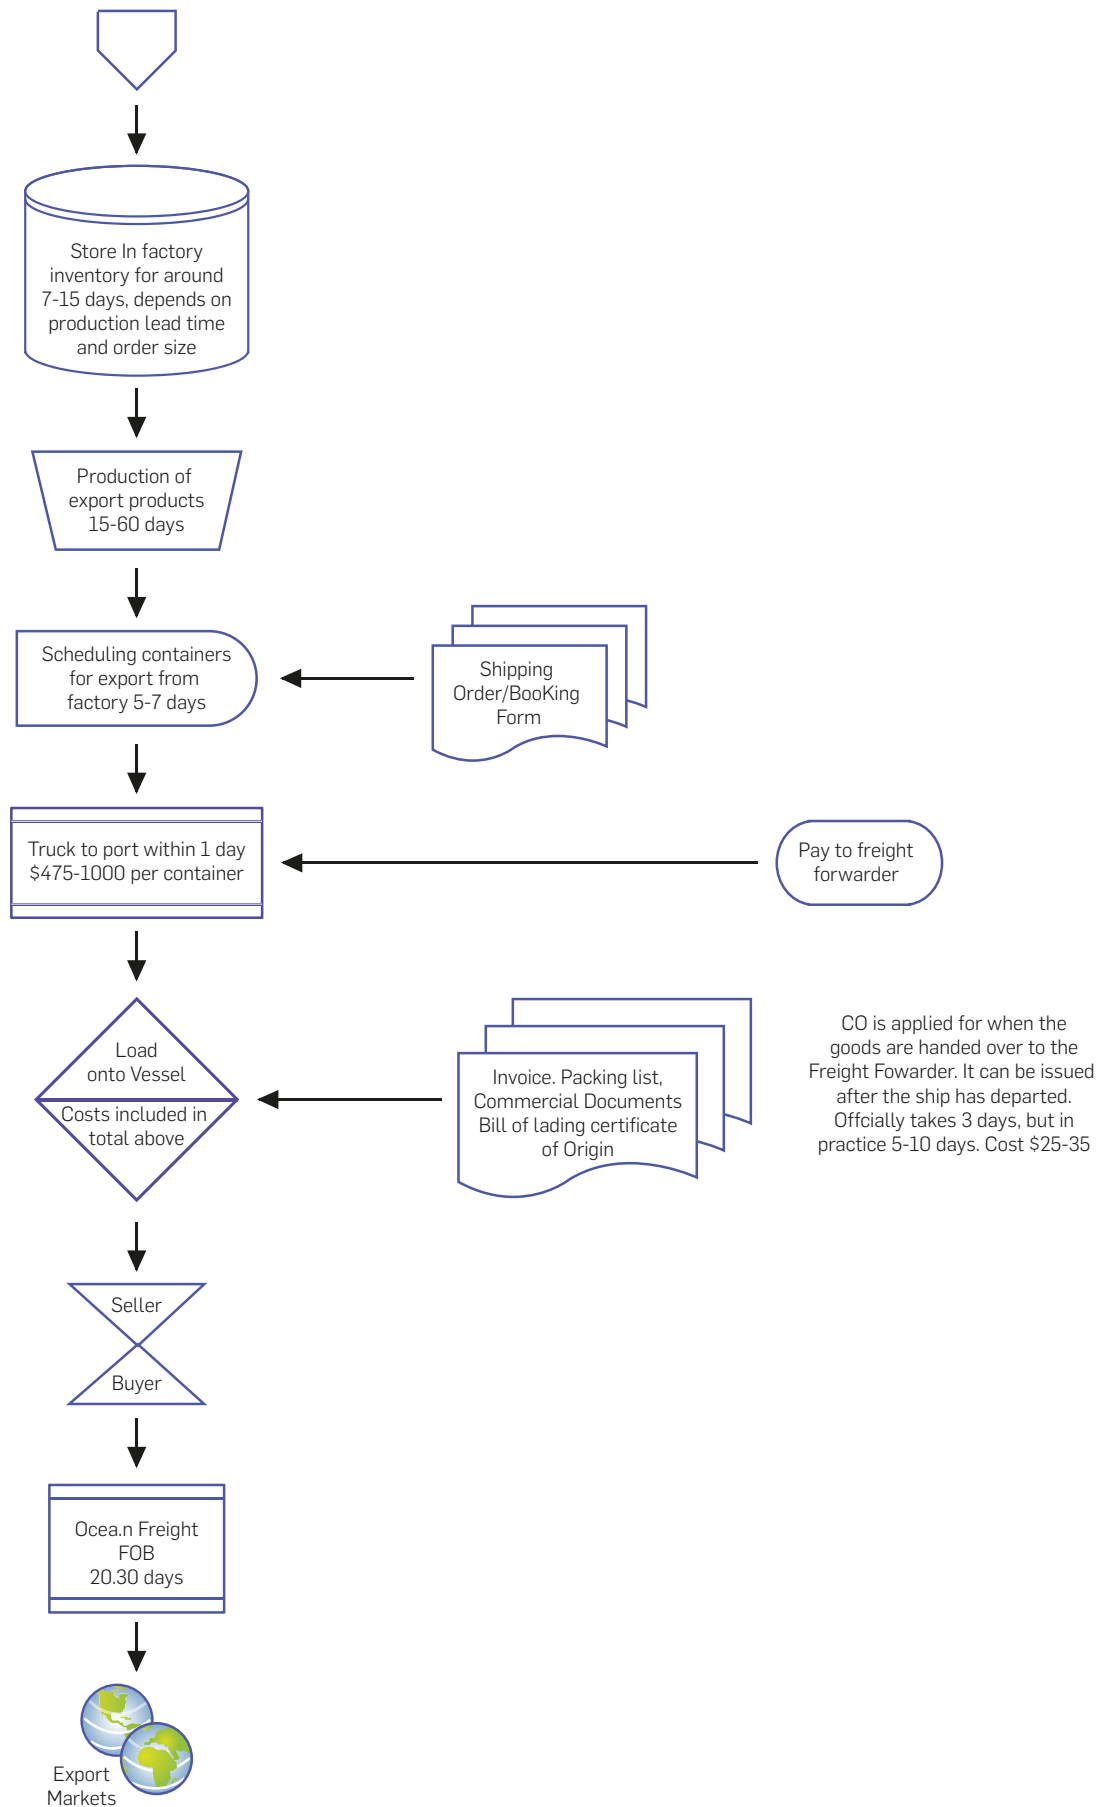 Store In factory
inventory for around
7-15 days, depends on
production lead time
and order size
Production of
export products
15-60 days
Scheduling containers
for export from
factory 5-7 days
Shipping
Order/BooKing
Form
Truck to port within 1 day
$475-1000 per container
Pay to freight
forwarder
Load
onto Vessel
Costs included in
total above
Invoice. Packing list,
Commercial Documents
Bill of lading certificate
of Origin
CO is applied for when the
goods are handed over to the
Freight Fowarder. It can be issued
after the ship has departed.
Offcially takes 3 days, but in
practice 5-10 days. Cost $25-35
Seller
Buyer
Ocea.n Freight
FOB
20.30 days
Export
Markets